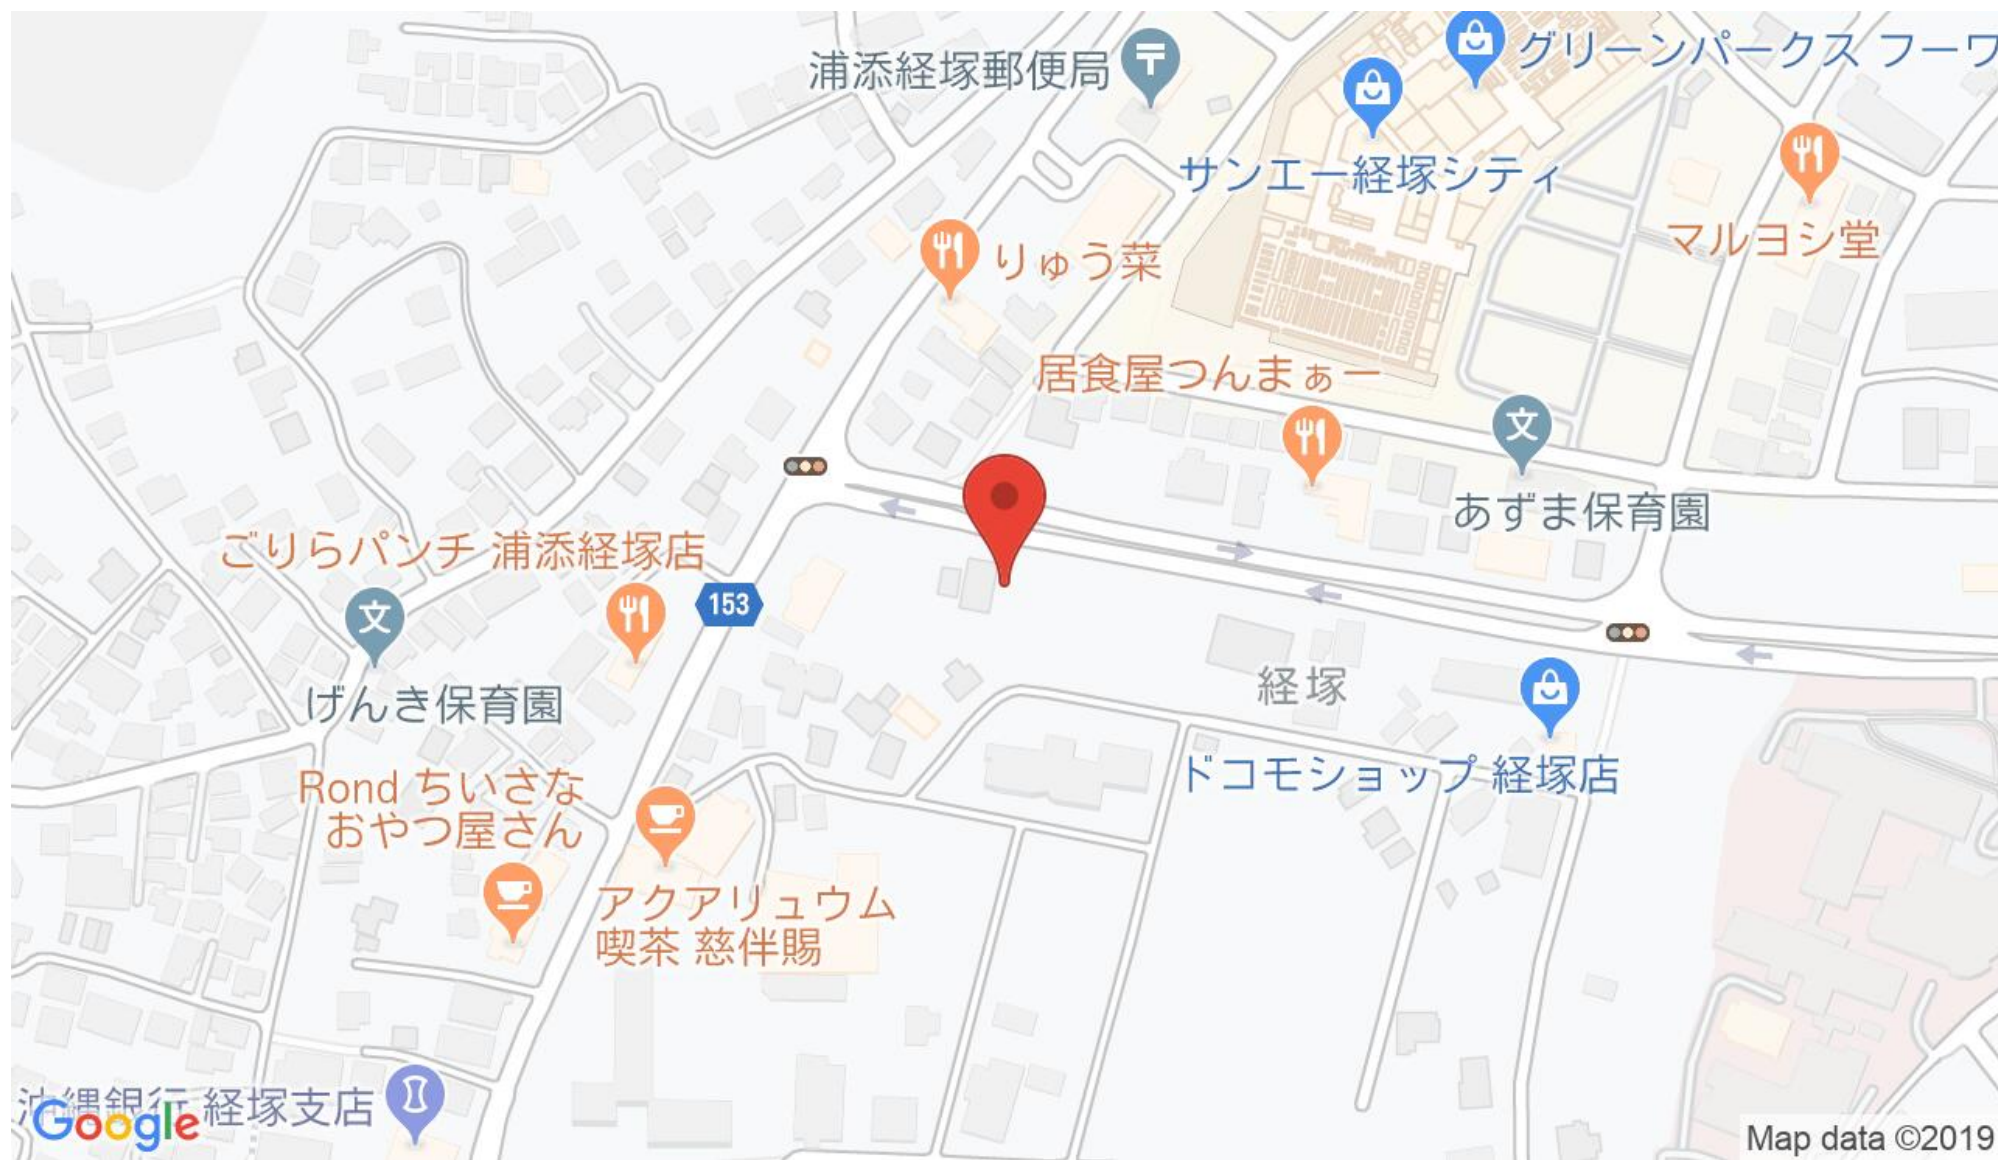 グリーンパークス フーワ
浦添経塚郵便局
サンエー経塚シティ
マルヨシ堂
りゅう菜
居食屋つんまぁー
あずま保育園
ごりらパンチ 浦添経塚店
153
げんき保育園
経塚
ドコモショップ 経塚店
Rond ちいさな
おやつ屋さん
アクアリュウム
喫茶 慈伴賜
沖縄銀行 経塚支店
Google
Map data ©2019
文
文